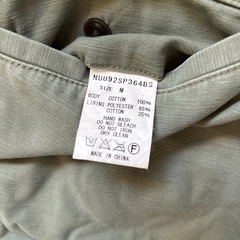 NUU92SP364BS
SIZE M
BODY COTTON 100%
LINING POLYESTER 65%
COTTON 35%
HAND WASH
DO NOT BLEACH
DO NOT IRON
DRY CLEAN
F
MADE IN CHINA